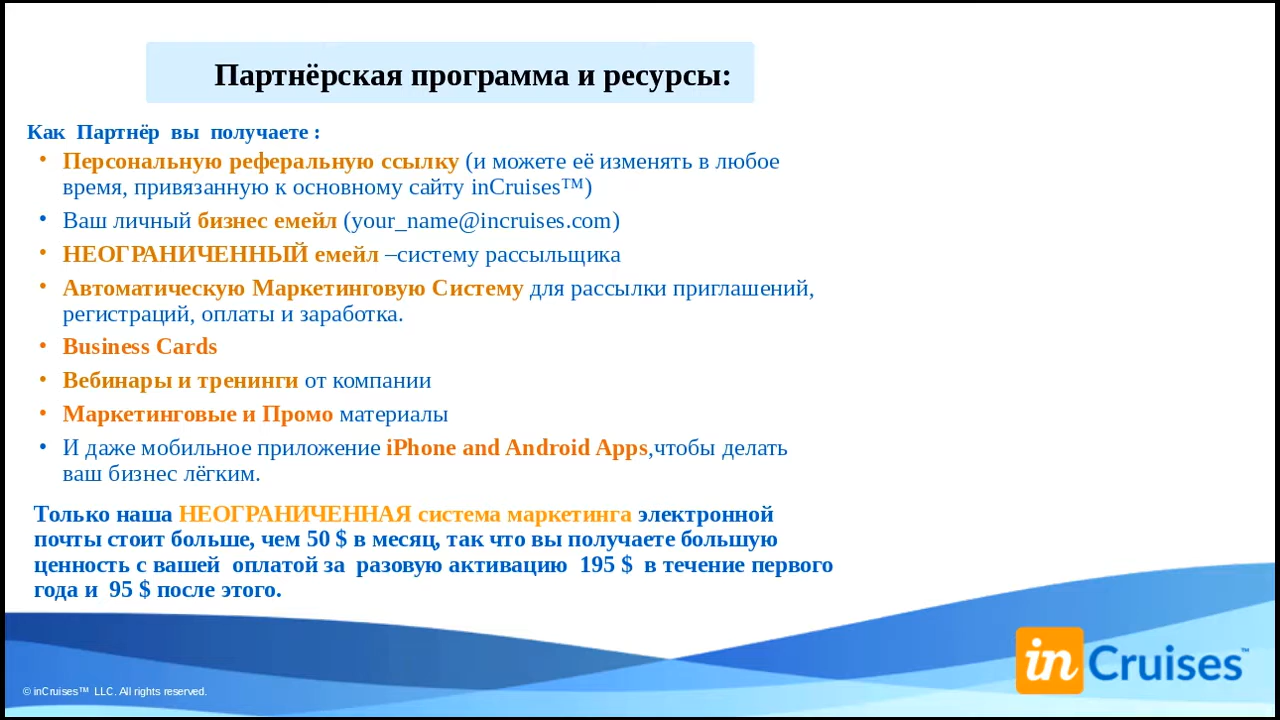 Партнёрская программа и ресурсы:
Как Партнёр вы получаете :
• Персональную реферальную ссылку (и можете её изменять в любое
время, привязанную к основному сайту inCruises™)
• Ваш личный бизнес емейл (your_name@incruises.com)
• НЕОГРАНИЧЕННЫЙ емейл –систему рассыльщика
• Автоматическую Маркетинговую Систему для рассылки приглашений,
регистраций, оплаты и заработка.
• Business Cards
• Вебинары и тренинги от компании
• Маркетинговые и Промо материалы
• И даже мобильное приложение iPhone and Android Apps,чтобы делать
ваш бизнес лёгким.
Только наша НЕОГРАНИЧЕННАЯ система маркетинга электронной
почты стоит больше, чем 50 $ в месяц, так что вы получаете большую
ценность с вашей оплатой за разовую активацию 195 $ в течение первого
года и 95 $ после этого.
in Cruises™
© inCruises™ LLC. All rights reserved.